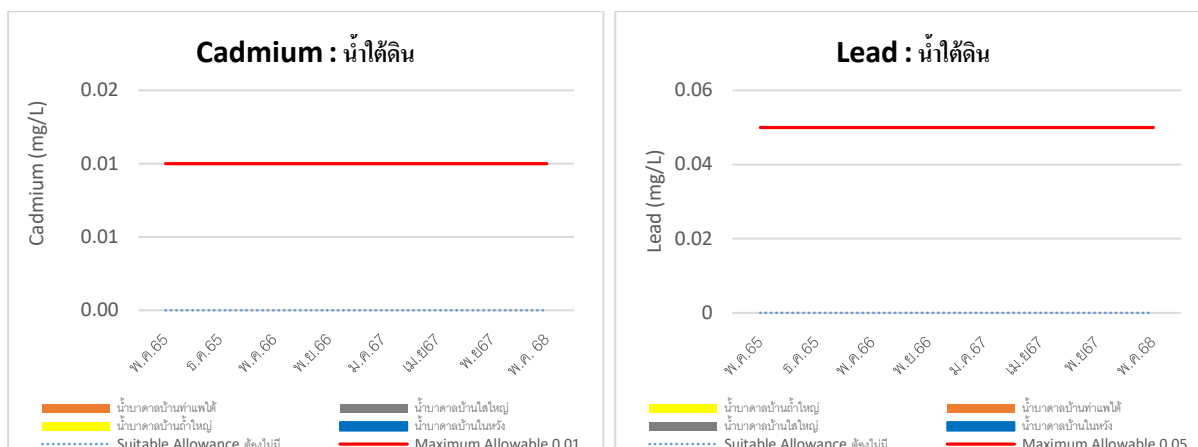 Cadmium : น้ำใต้ดิน
Cadmium (mg/L)
0.02
0.01
0.01
0.00
พ.ค.65
ธ.ค.65
พ.ค.66
พ.ย.66
ม.ค.67
เม.ย67
พ.ย67
พ.ค. 68
น้ำบาดาลบ้านท่าแพใต้
น้ำบาดาลบ้านใสใหญ่
น้ำบาดาลบ้านถ้ำใหญ่
น้ำบาดาลบ้านในหวัง
Suitable Allowance ต้องไม่มี
Maximum Allowable 0.01
Lead : น้ำใต้ดิน
Lead (mg/L)
0.06
0.04
0.02
0
พ.ค.65
ธ.ค.65
พ.ค.66
พ.ย.66
ม.ค.67
เม.ย67
พ.ย67
พ.ค.68
น้ำบาดาลบ้านถ้ำใหญ่
น้ำบาดาลบ้านท่าแพใต้
น้ำบาดาลบ้านใสใหญ่
น้ำบาดาลบ้านในหวัง
Suitable Allowance ต้องไม่มี
Maximum Allowable 0.05